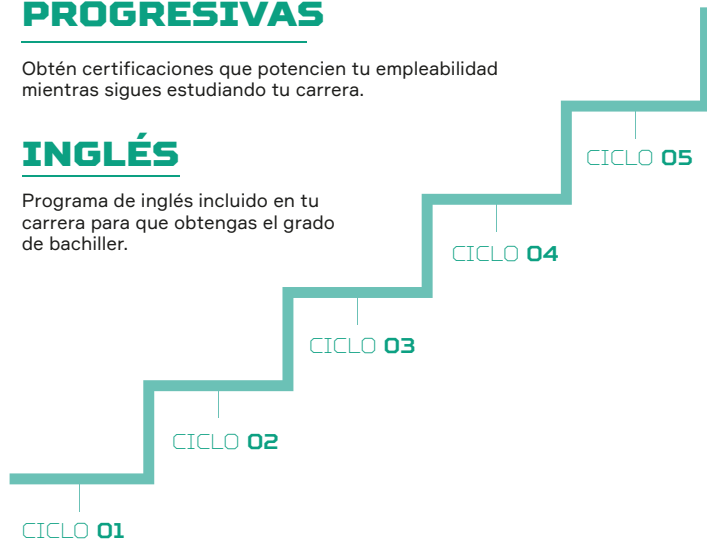 PROGRESIVAS
Obtén certificaciones que potencien tu empleabilidad
mientras sigues estudiando tu carrera.
INGLÉS
Programa de inglés incluido en tu
carrera para que obtengas el grado
de bachiller.
CICLO 05
CICLO 04
CICLO 03
CICLO 02
CICLO 01